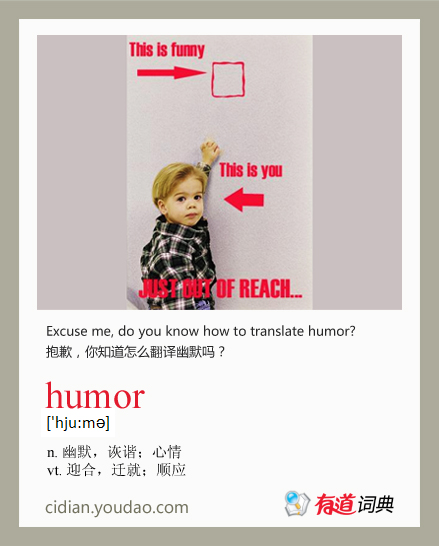 This is funny
This is you
JUST OUT OF REACH...
Excuse me, do you know how to translate humor?
抱歉，你知道怎么翻译幽默吗？
humor
['hju:mə]
n. 幽默，诙谐；心情
vt. 迎合，迁就；顺应
cidian.youdao.com
有道词典